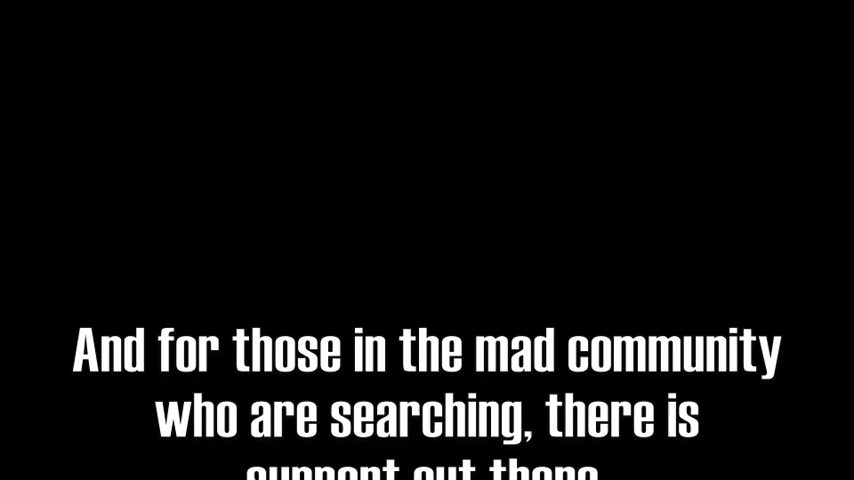 And for those in the mad community
who are searching, there is
support out there